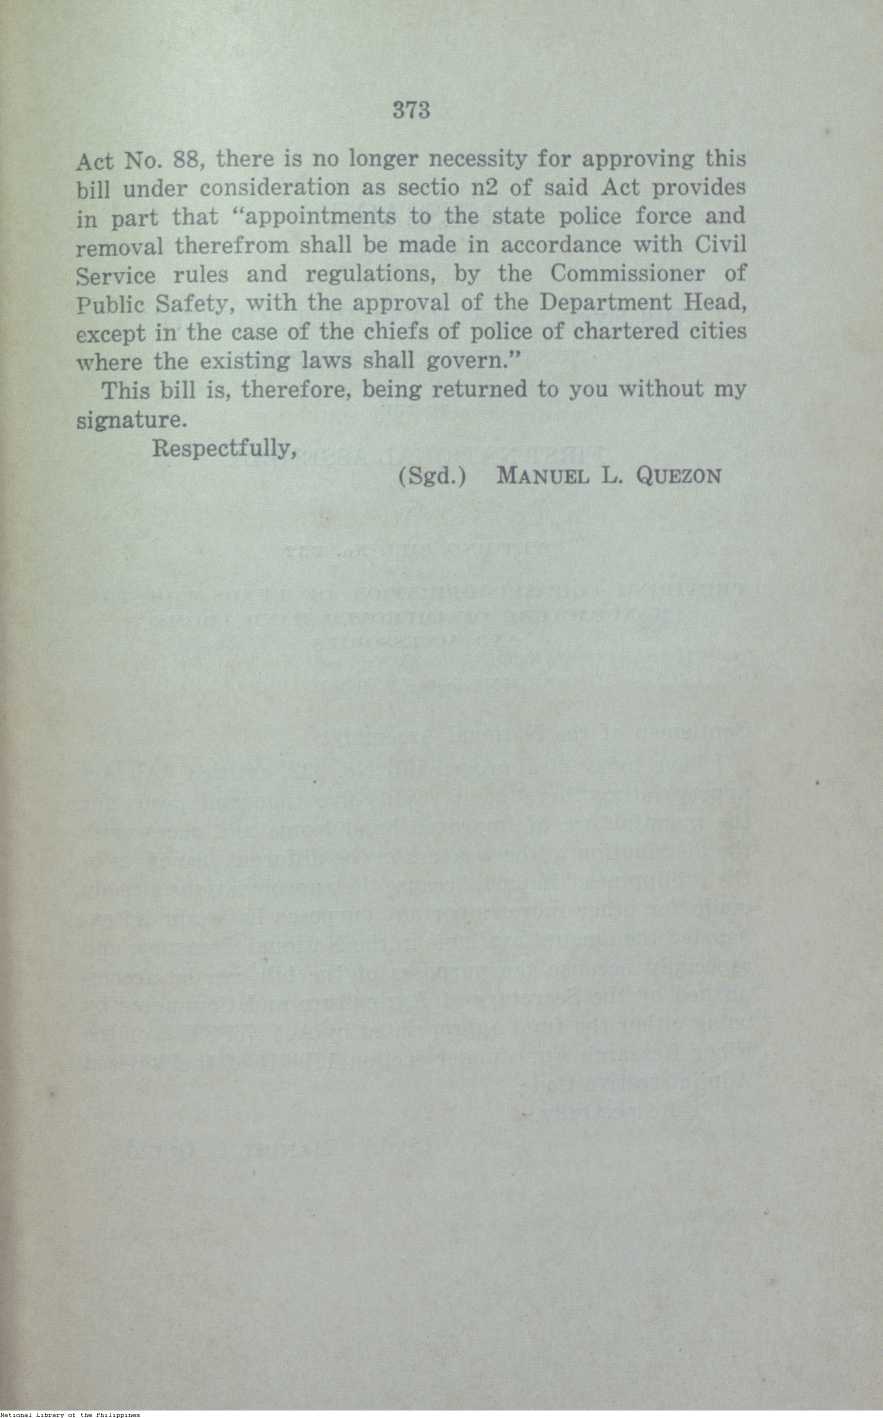 373
Act No. 88, there is no longer necessity for approving this
bill under consideration as sectio n2 of said Act provides
in part that “appointments to the state police force and
removal therefrom shall be made in accordance with Civil
Service rules and regulations, by the Commissioner of
Public Safety, with the approval of the Department Head,
except in the case of the chiefs of police of chartered cities
where the existing laws shall govern.”
This bill is, therefore, being returned to you without my
signature.
Respectfully,
(Sgd.) MANUEL L. QUEZON
National Library of the Philippines